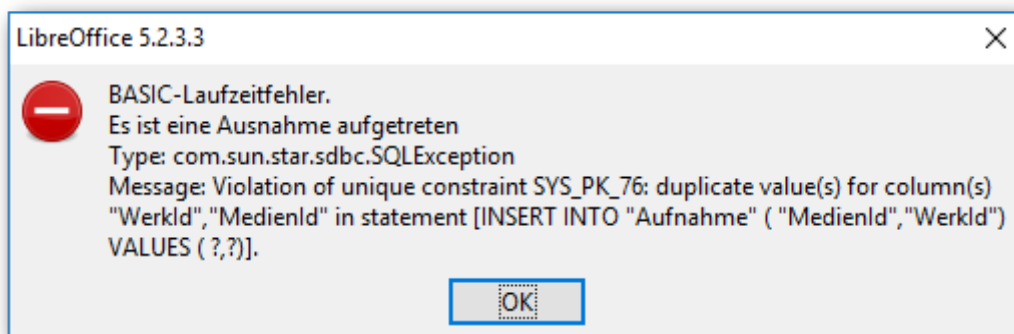 LibreOffice 5.2.3.3
BASIC-Laufzeitfehler.
Es ist eine Ausnahme aufgetreten
Type: com.sun.star.sdbc.SQLException
Message: Violation of unique constraint SYS_PK_76: duplicate value(s) for column(s)
"WerkId","MedienId" in statement [INSERT INTO "Aufnahme" ( "MedienId","WerkId")
VALUES ( ?,?)].
OK